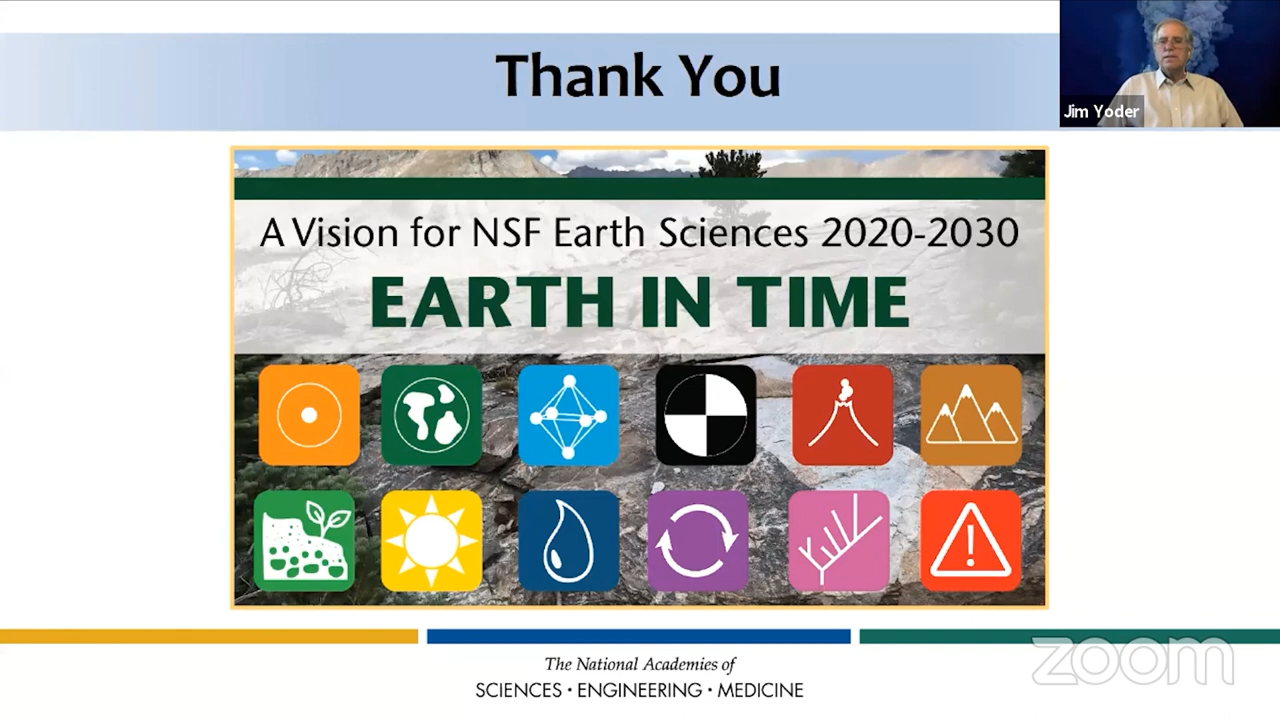 Thank You
Jim Yoder
A Vision for NSF Earth Sciences 2020-2030
EARTH IN TIME
The National Academies of
SCIENCES · ENGINEERING · MEDICINE
zoom